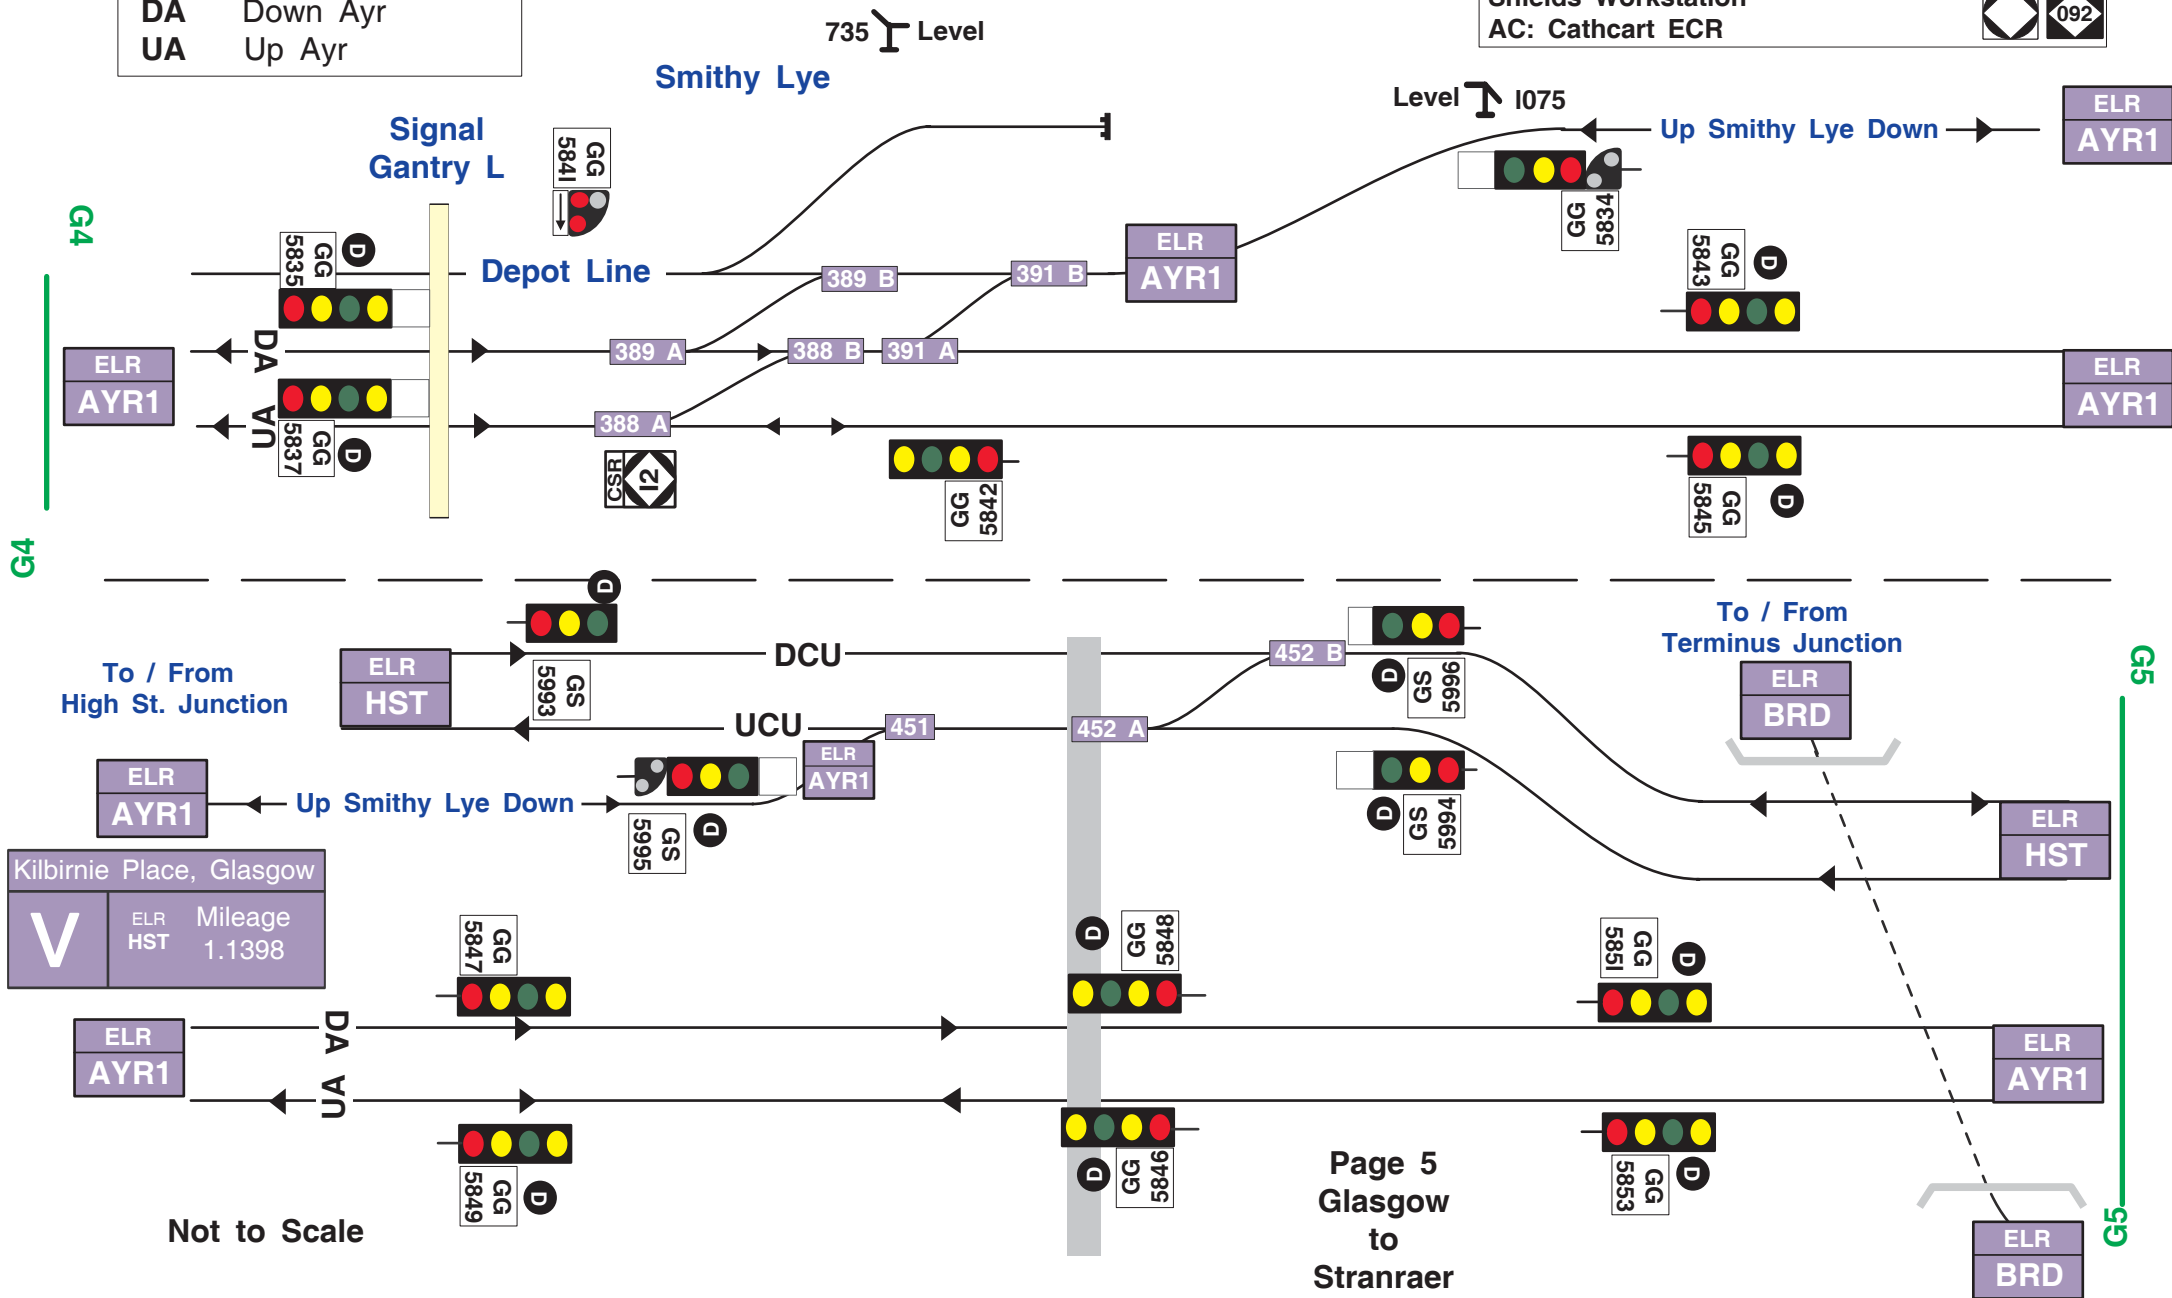 DA Down Ayr
UA Up Ayr
735 Level
Shields Workstation
AC: Cathcart ECR
092
Smithy Lye
Level I075
Signal
Gantry L
GG
584I
Up Smithy Lye Down
ELR
AYR1
GG
5834
G4
GG
5835
D
Depot Line
389 B
391 B
ELR
AYR1
GG
5843
D
DA
389 A
388 B
391 A
ELR
AYR1
ELR
AYR1
UA
388 A
GG
5837
D
CSR
I2
GG
5842
GG
5845
D
G4
D
To / From
Terminus Junction
To / From
High St. Junction
ELR
HST
GS
5993
DCU
452 B
D
GS
5996
ELR
BRD
G5
UCU
451
452 A
ELR
AYR1
ELR
AYR1
Up Smithy Lye Down
GS
5995
D
D
GS
5994
ELR
HST
Kilbirnie Place, Glasgow
V
ELR
HST
Mileage
1.1398
GG
5847
D
GG
5848
GG
585I
D
ELR
AYR1
DA
UA
ELR
AYR1
GG
5849
D
D
GG
5846
GG
5853
D
Not to Scale
Page 5
Glasgow
to
Stranraer
G5
ELR
BRD